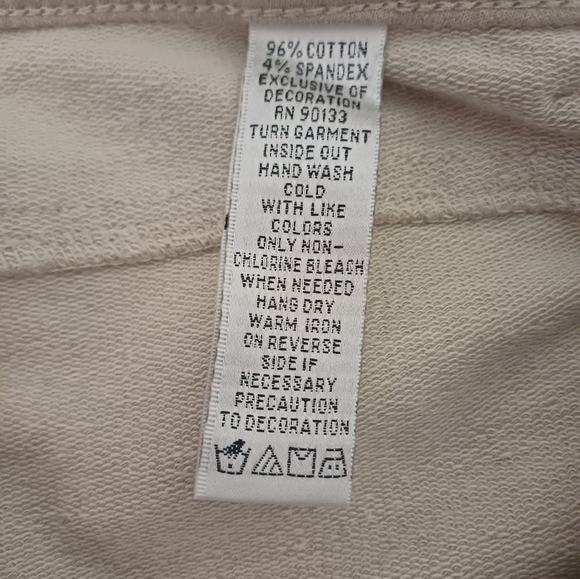 96% COTTON
4% SPANDEX
EXCLUSIVE OF
DECORATION
RN 90133
TURN GARMENT
INSIDE OUT
HAND WASH
COLD
WITH LIKE
COLORS
ONLY NON-
CHLORINE BLEACH
WHEN NEEDED
HANG DRY
WARM IRON
ON REVERSE
SIDE IF
NECESSARY
PRECAUTION
TO DECORATION